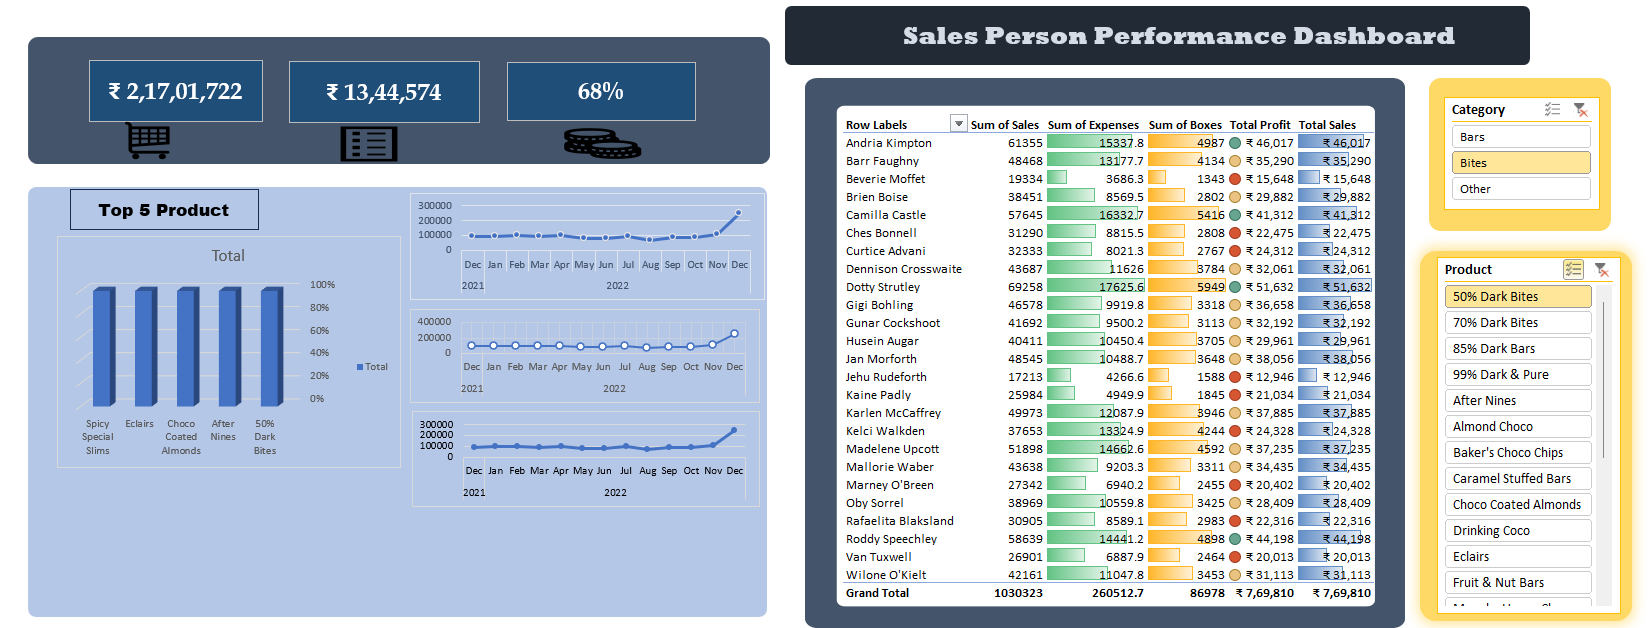 Sales Person Performance Dashboard
₹ 2,17,01,722
₹ 13,44,574
68%
Top 5 Product
Total
100%
80%
60%
40%
20%
0%
Total
Spicy Special Slims
Eclairs
Choco Coated Almonds
After Nines
50% Dark Bites
300000
200000
100000
0
Dec Jan Feb Mar Apr May Jun Jul Aug Sep Oct Nov Dec
2021 2022
400000
200000
0
Dec Jan Feb Mar Apr May Jun Jul Aug Sep Oct Nov Dec
2021 2022
300000
200000
100000
0
Dec Jan Feb Mar Apr May Jun Jul Aug Sep Oct Nov Dec
2021 2022
Row Labels Sum of Sales Sum of Expenses Sum of Boxes Total Profit Total Sales
Andria Kimpton 61355 15337.8 4987 ₹ 46,017 ₹ 46,017
Barr Faughny 48468 13177.7 4134 ₹ 35,290 ₹ 35,290
Beverie Moffet 19334 3686.3 1343 ₹ 15,648 ₹ 15,648
Brien Boise 38451 8569.5 2802 ₹ 29,882 ₹ 29,882
Camilla Castle 57645 16332.7 5416 ₹ 41,312 ₹ 41,312
Ches Bonnell 31290 8815.5 2808 ₹ 22,475 ₹ 22,475
Curtice Advani 32333 8021.3 2767 ₹ 24,312 ₹ 24,312
Dennison Crosswaite 43687 11626 3784 ₹ 32,061 ₹ 32,061
Dotty Strutley 69258 17625.6 5949 ₹ 51,632 ₹ 51,632
Gigi Bohling 46578 9919.8 3318 ₹ 36,658 ₹ 36,658
Gunar Cockshoot 41692 9500.2 3113 ₹ 32,192 ₹ 32,192
Husein Augar 40411 10450.4 3705 ₹ 29,961 ₹ 29,961
Jan Morforth 48545 10488.7 3648 ₹ 38,056 ₹ 38,056
Jehu Rudeforth 17213 4266.6 1588 ₹ 12,946 ₹ 12,946
Kaine Padly 25984 4949.9 1845 ₹ 21,034 ₹ 21,034
Karlen McCaffrey 49973 12087.9 3946 ₹ 37,885 ₹ 37,885
Kelci Walkden 37653 13324.9 4244 ₹ 24,328 ₹ 24,328
Madelene Upcott 51898 14662.6 4592 ₹ 37,235 ₹ 37,235
Mallorie Waber 43638 9203.3 3311 ₹ 34,435 ₹ 34,435
Marney O'Breen 27342 6940.2 2455 ₹ 20,402 ₹ 20,402
Oby Sorrel 38969 10559.8 3425 ₹ 28,409 ₹ 28,409
Rafaelita Blaksland 30905 8589.1 2983 ₹ 22,316 ₹ 22,316
Roddy Speechley 58639 14441.2 4898 ₹ 44,198 ₹ 44,198
Van Tuxwell 26901 6887.9 2464 ₹ 20,013 ₹ 20,013
Wilone O'Kielt 42161 11047.8 3453 ₹ 31,113 ₹ 31,113
Grand Total 1030323 260512.7 86978 ₹ 7,69,810 ₹ 7,69,810
Category
Bars
Bites
Other
Product
50% Dark Bites
70% Dark Bites
85% Dark Bars
99% Dark & Pure
After Nines
Almond Choco
Baker's Choco Chips
Caramel Stuffed Bars
Choco Coated Almonds
Drinking Coco
Eclairs
Fruit & Nut Bars